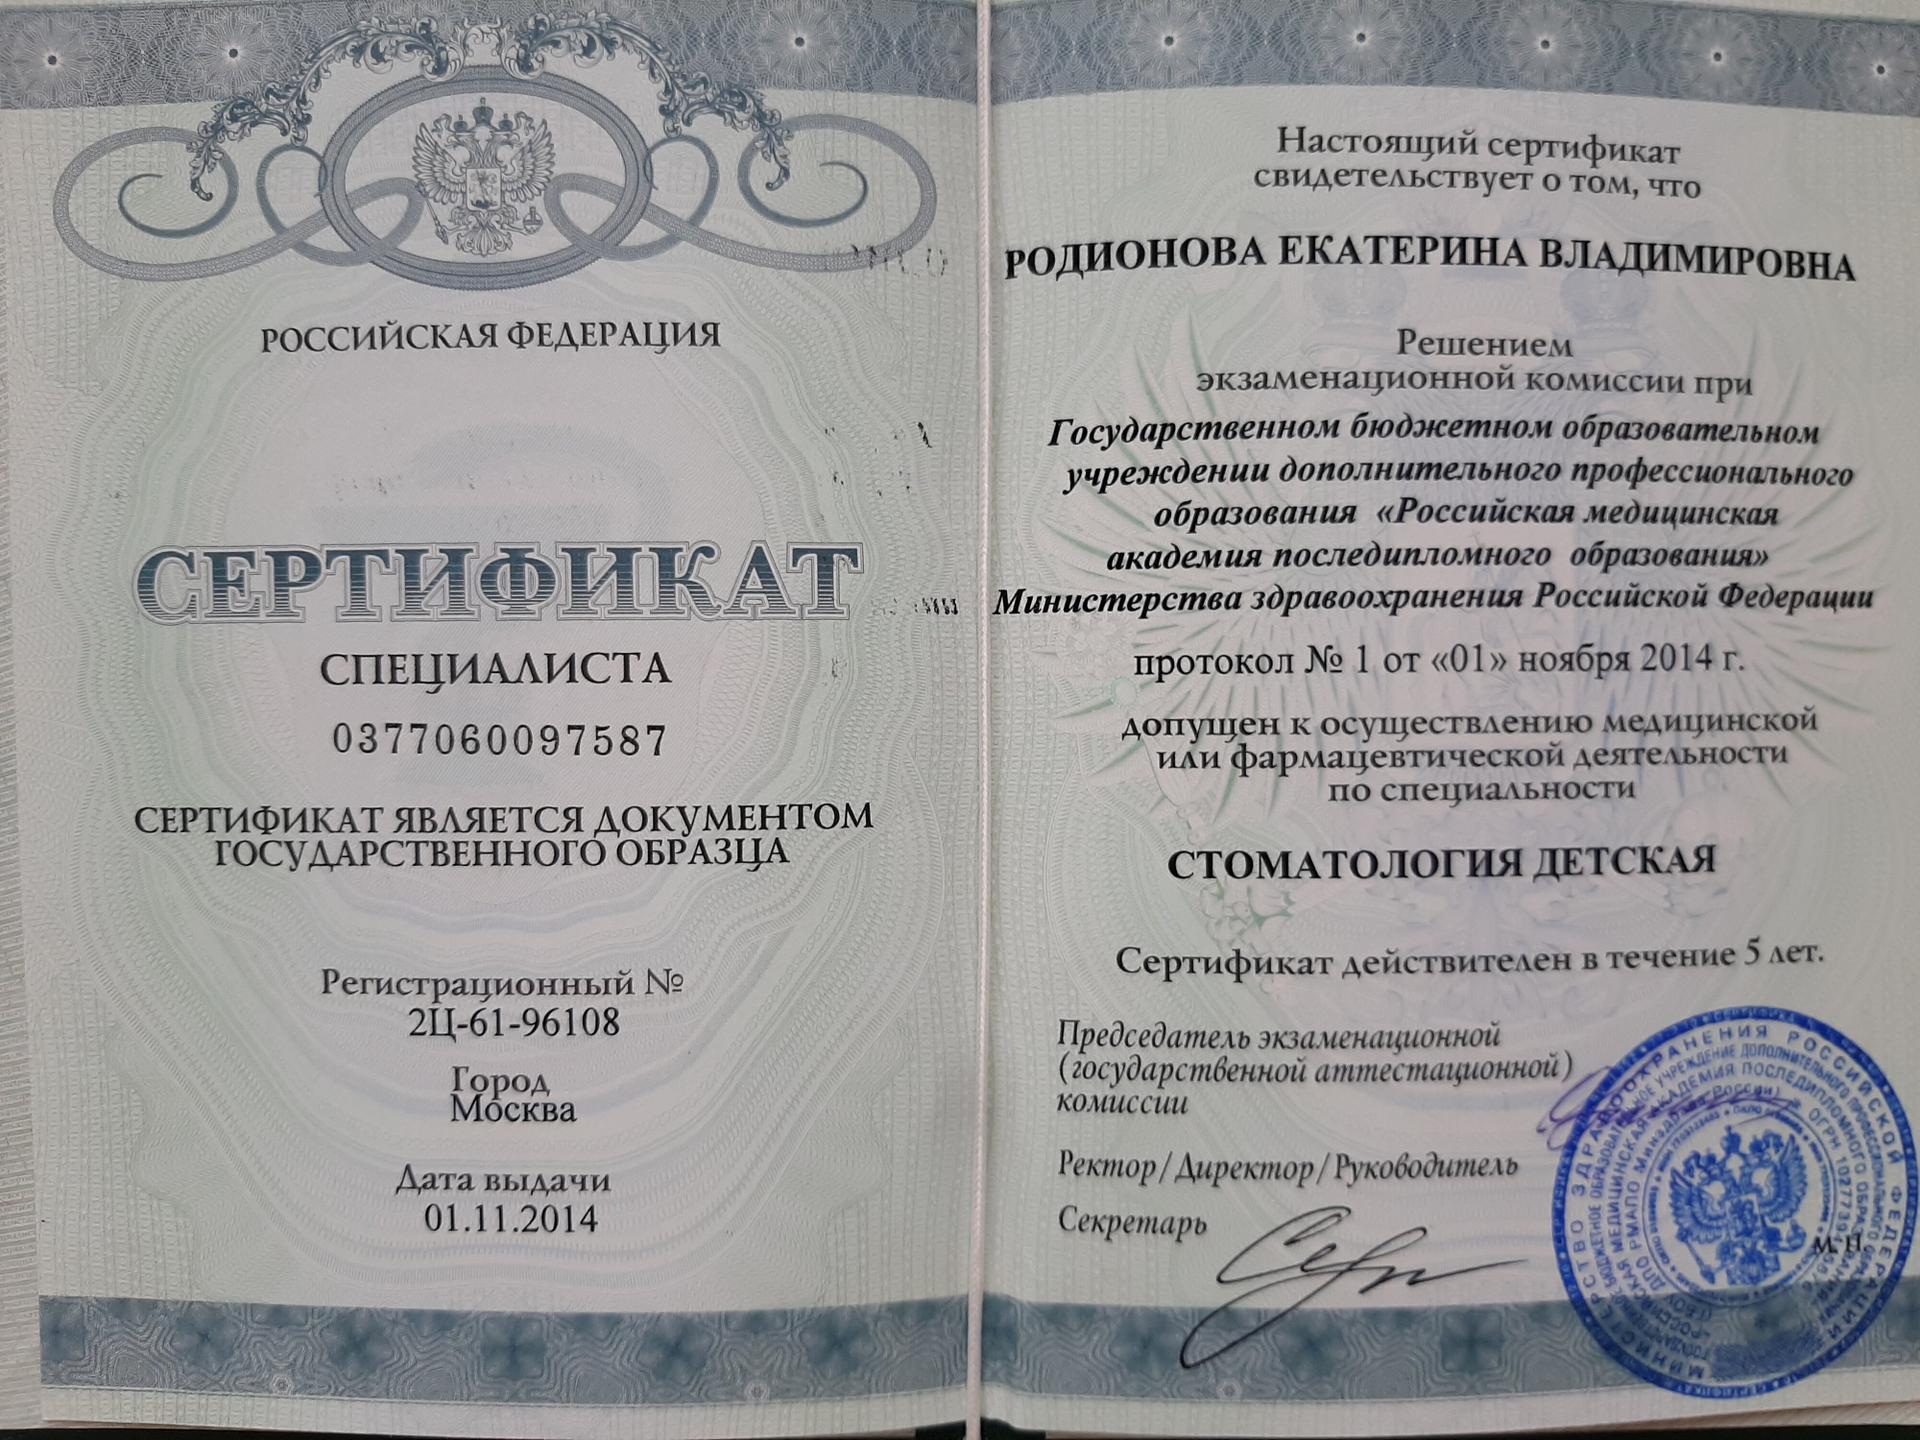 РОССИЙСКАЯ ФЕДЕРАЦИЯ
СЕРТИФИКАТ
СПЕЦИАЛИСТА
0377060097587
СЕРТИФИКАТ ЯВЛЯЕТСЯ ДОКУМЕНТОМ
ГОСУДАРСТВЕННОГО ОБРАЗЦА
Регистрационный №
2Ц-61-96108
Город
Москва
Дата выдачи
01.11.2014
Настоящий сертификат
свидетельствует о том, что
РОДИОНОВА ЕКАТЕРИНА ВЛАДИМИРОВНА
Решением
экзаменационной комиссии при
Государственном бюджетном образовательном
учреждении дополнительного профессионального
образования «Российская медицинская
академия последипломного образования»
Министерства здравоохранения Российской Федерации
протокол № 1 от «01» ноября 2014 г.
допущен к осуществлению медицинской
или фармацевтической деятельности
по специальности
СТОМАТОЛОГИЯ ДЕТСКАЯ
Сертификат действителен в течение 5 лет.
Председатель экзаменационной
(государственной аттестационной)
комиссии
Ректор/Директор/Руководитель
Секретарь
М.П.
МИНИСТЕРСТВО ЗДРАВООХРАНЕНИЯ РОССИЙСКОЙ ФЕДЕРАЦИИ